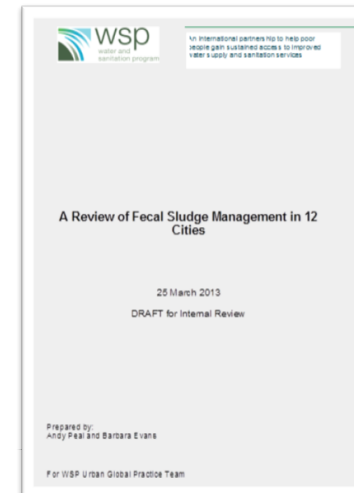 wsp
water and
sanitation program
An international partnership to help poor
people gain sustained access to improved
water supply and sanitation services
A Review of Fecal Sludge Management in 12
Cities
25 March 2013
DRAFT for Internal Review
Prepared by:
Andy Peal and Barbara Evans
For WSP Urban Global Practice Team